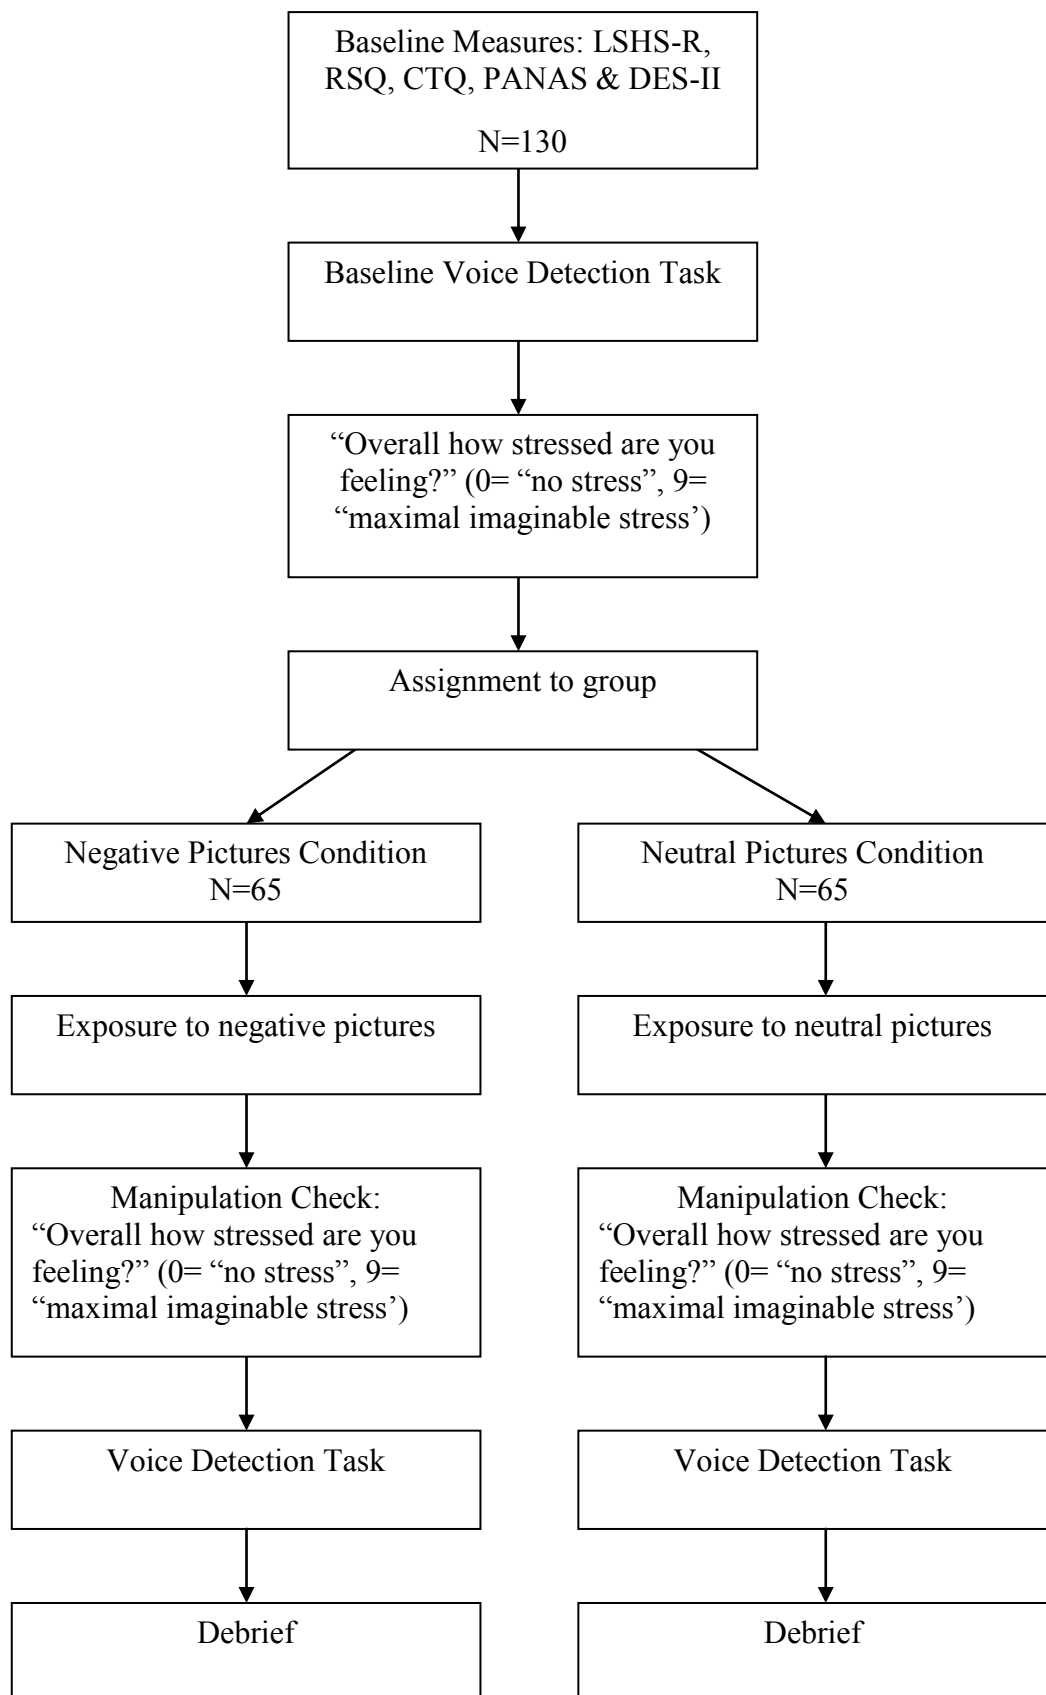 Baseline Measures: LSHS-R,
RSQ, CTQ, PANAS & DES-II
N=130
Baseline Voice Detection Task
“Overall how stressed are you
feeling?” (0= “no stress”, 9=
“maximal imaginable stress’)
Assignment to group
Negative Pictures Condition
N=65
Neutral Pictures Condition
N=65
Exposure to negative pictures
Exposure to neutral pictures
Manipulation Check:
“Overall how stressed are you
feeling?” (0= “no stress”, 9=
“maximal imaginable stress’)
Manipulation Check:
“Overall how stressed are you
feeling?” (0= “no stress”, 9=
“maximal imaginable stress’)
Voice Detection Task
Voice Detection Task
Debrief
Debrief